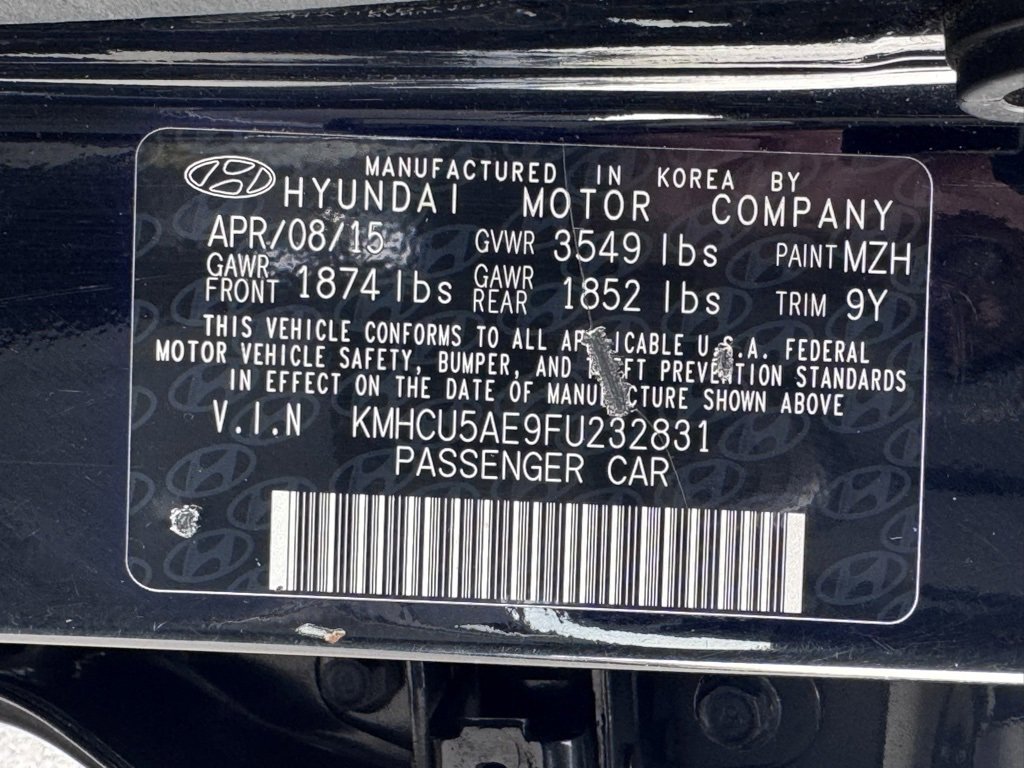 MANUFACTURED IN KOREA BY
HYUNDAI MOTOR COMPANY
APR/08/15 GVWR 3549 lbs PAINT MZH
GAWR FRONT 1874 lbs GAWR REAR 1852 lbs TRIM 9Y
THIS VEHICLE CONFORMS TO ALL APPLICABLE U.S.A. FEDERAL
MOTOR VEHICLE SAFETY, BUMPER, AND THEFT PREVENTION STANDARDS
IN EFFECT ON THE DATE OF MANUFACTURE SHOWN ABOVE
V.I.N KMHCU5AE9FU232831
PASSENGER CAR